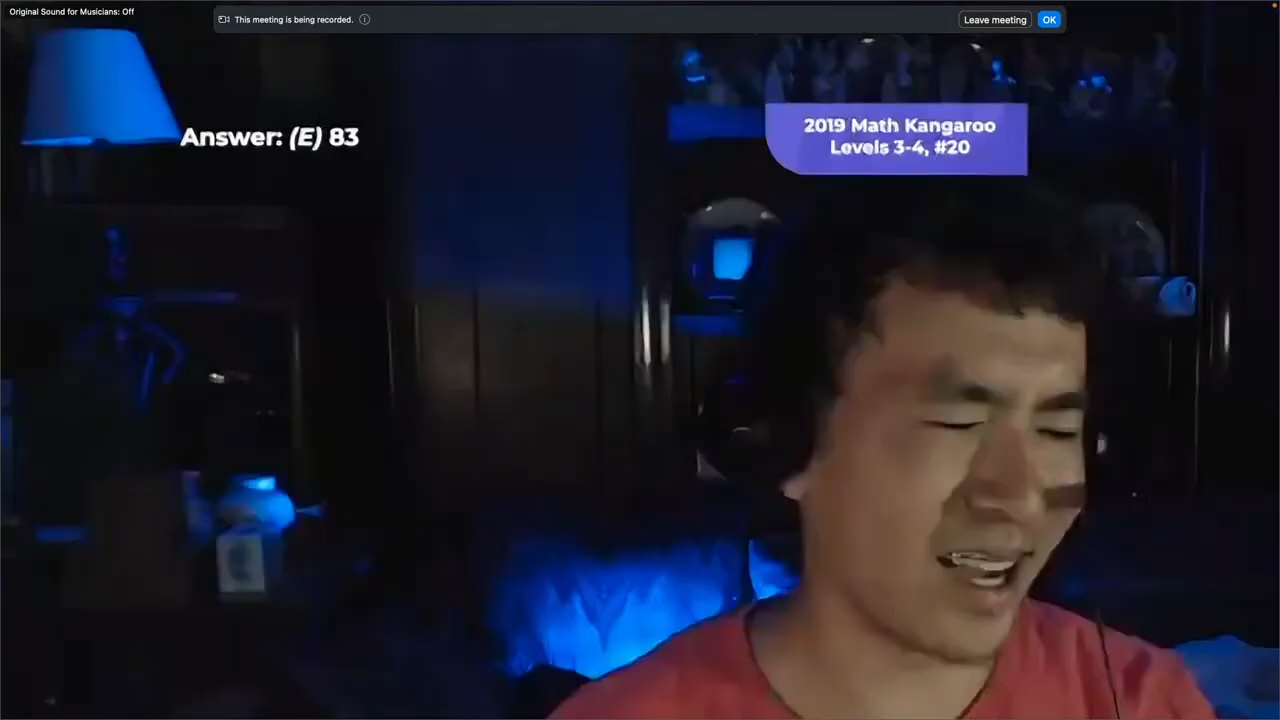 Original Sound for Musicians: Off
This meeting is being recorded.
Leave meeting
OK
Answer: (E) 83
2019 Math Kangaroo
Levels 3-4, #20